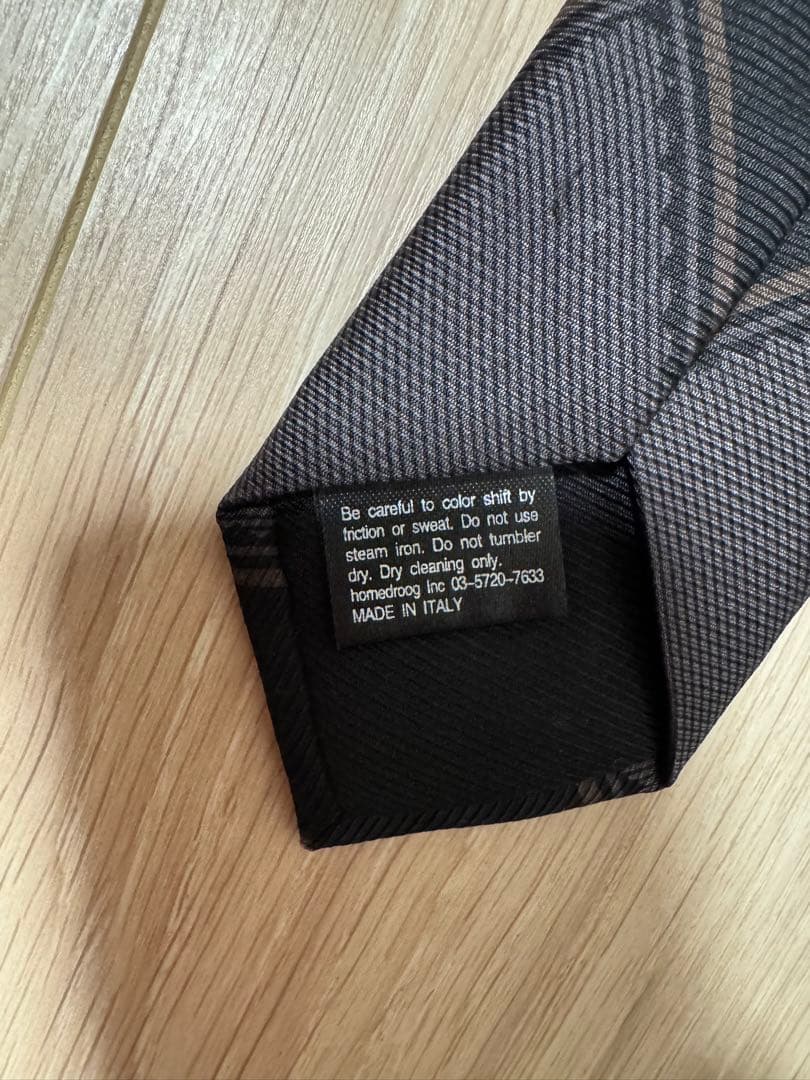 Be careful to color shift by
friction or sweat. Do not use
steam iron. Do not tumbler
dry. Dry cleaning only.
homedroog Inc 03-5720-7633
MADE IN ITALY